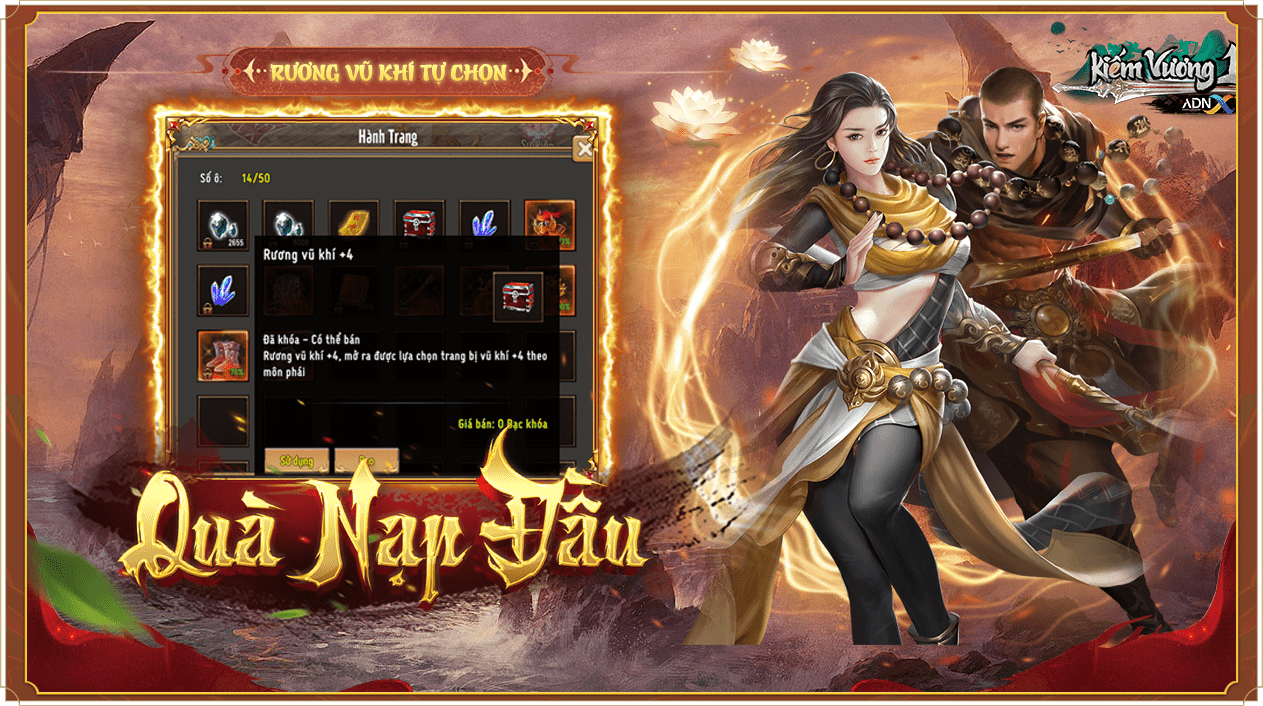 RƯƠNG VŨ KHÍ TỰ CHỌN
Kiếm Vương 1
ADNX
Hành Trang
Số ô: 14/50
2655
Rương vũ khí +4
Đã khóa - Có thể bán
Rương vũ khí +4, mở ra được lựa chọn trang bị vũ khí +4 theo
môn phái
76%
Giá bán: 0 Bạc khóa
Sử dụng
Quà Nạp Đầu